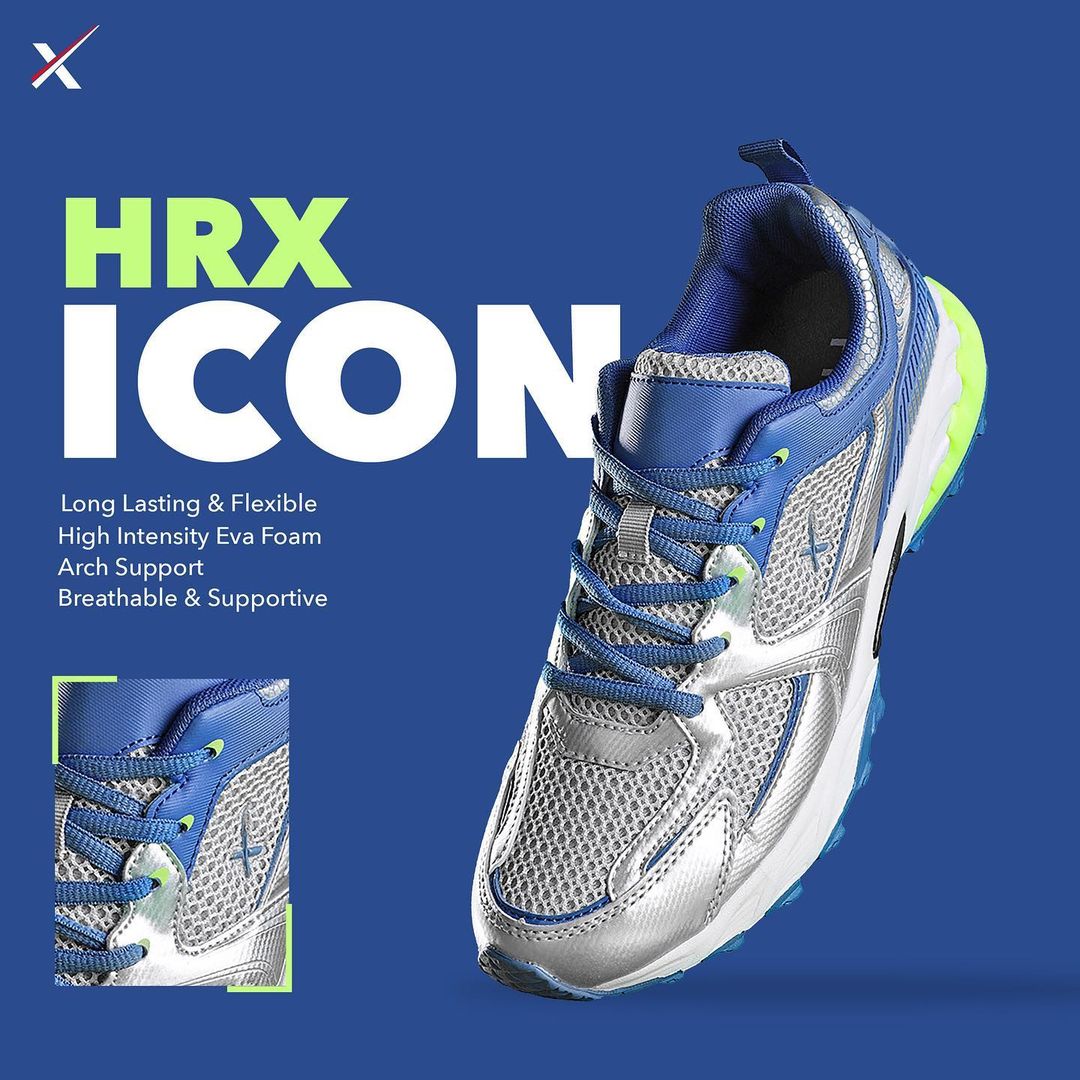 HRX
ICON
Long Lasting & Flexible
High Intensity Eva Foam
Arch Support
Breathable & Supportive